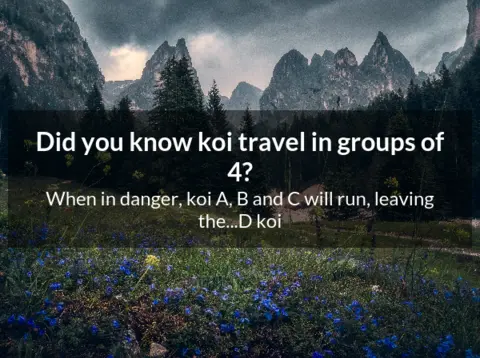 Did you know koi travel in groups of
4?
When in danger, koi A, B and C will run, leaving
the...D koi